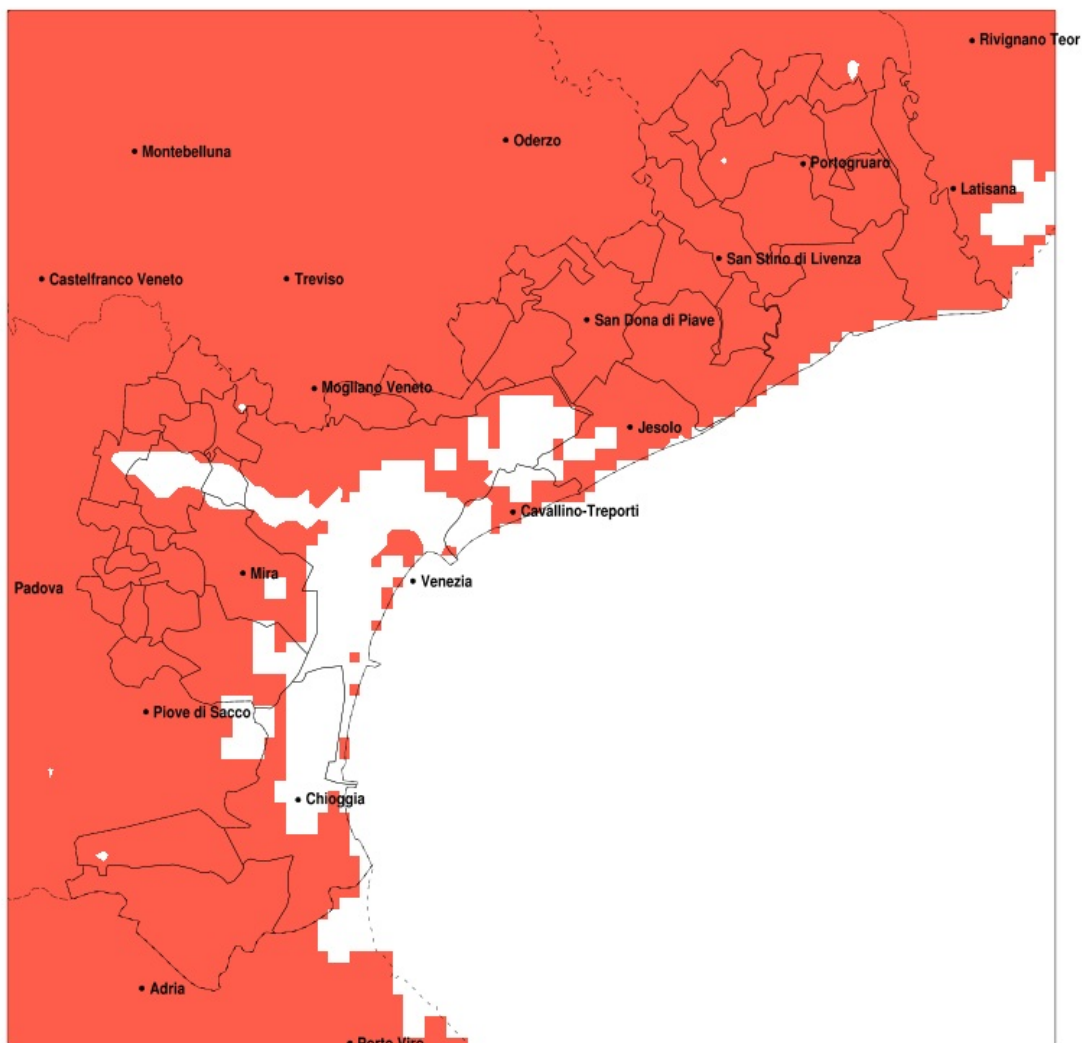 Rivignano Teor
Oderzo
Montebelluna
Portogruaro
Latisana
San Stino di Livenza
Castelfranco Veneto
Treviso
San Dona di Piave
Mogliano Veneto
Jesolo
Cavallino-Treporti
Mira
Venezia
Padova
Piove di Sacco
Chioggia
Adria
Porto Viro